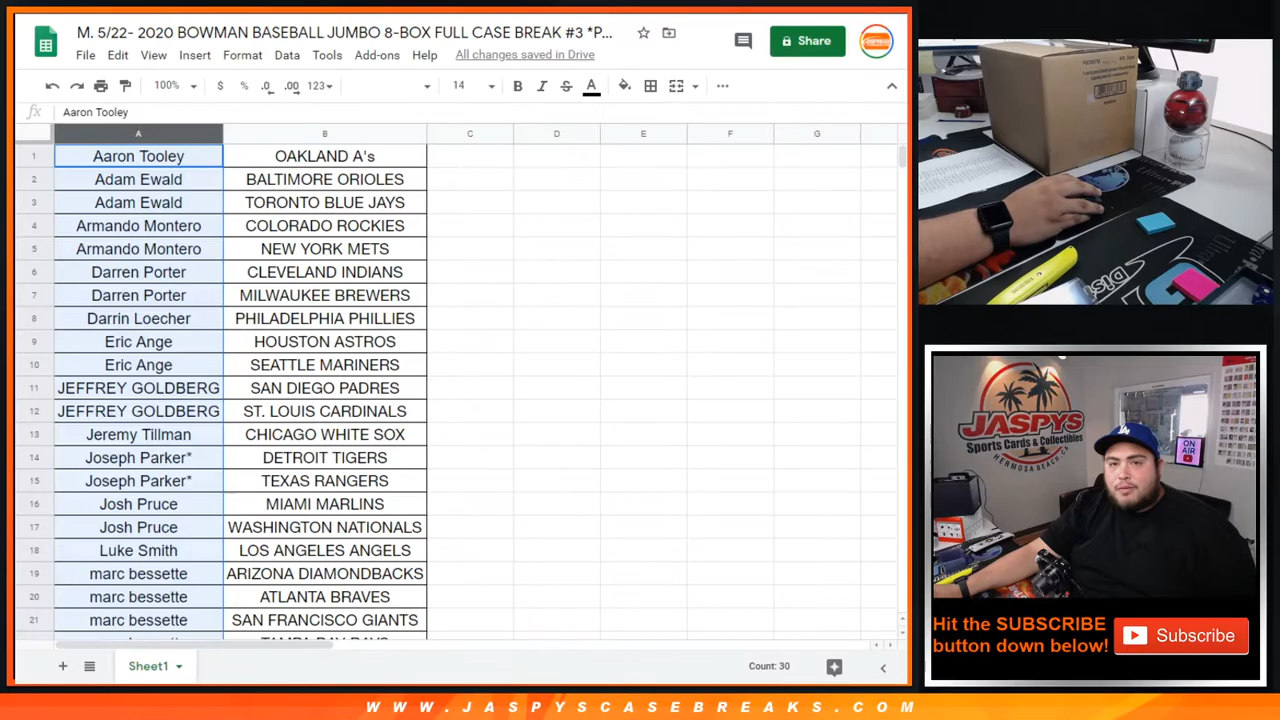 M. 5/22- 2020 BOWMAN BASEBALL JUMBO 8-BOX FULL CASE BREAK #3 *P...
File Edit View Insert Format Data Tools Add-ons Help All changes saved in Drive
Share
100% $ % .0 .00 123 14 B I S A
fx Aaron Tooley
A B C D E F G
1 Aaron Tooley OAKLAND A's
2 Adam Ewald BALTIMORE ORIOLES
3 Adam Ewald TORONTO BLUE JAYS
4 Armando Montero COLORADO ROCKIES
5 Armando Montero NEW YORK METS
6 Darren Porter CLEVELAND INDIANS
7 Darren Porter MILWAUKEE BREWERS
8 Darrin Loecher PHILADELPHIA PHILLIES
9 Eric Ange HOUSTON ASTROS
10 Eric Ange SEATTLE MARINERS
11 JEFFREY GOLDBERG SAN DIEGO PADRES
12 JEFFREY GOLDBERG ST. LOUIS CARDINALS
13 Jeremy Tillman CHICAGO WHITE SOX
14 Joseph Parker* DETROIT TIGERS
15 Joseph Parker* TEXAS RANGERS
16 Josh Pruce MIAMI MARLINS
17 Josh Pruce WASHINGTON NATIONALS
18 Luke Smith LOS ANGELES ANGELS
19 marc bessette ARIZONA DIAMONDBACKS
20 marc bessette ATLANTA BRAVES
21 marc bessette SAN FRANCISCO GIANTS
Sheet1
Count: 30
JASPYS
Sports Cards & Collectibles
HERMOSA BEACH, CA
ON
AIR
Hit the SUBSCRIBE
button down below!
Subscribe
WWW.JASPYSCASEBREAKS.COM